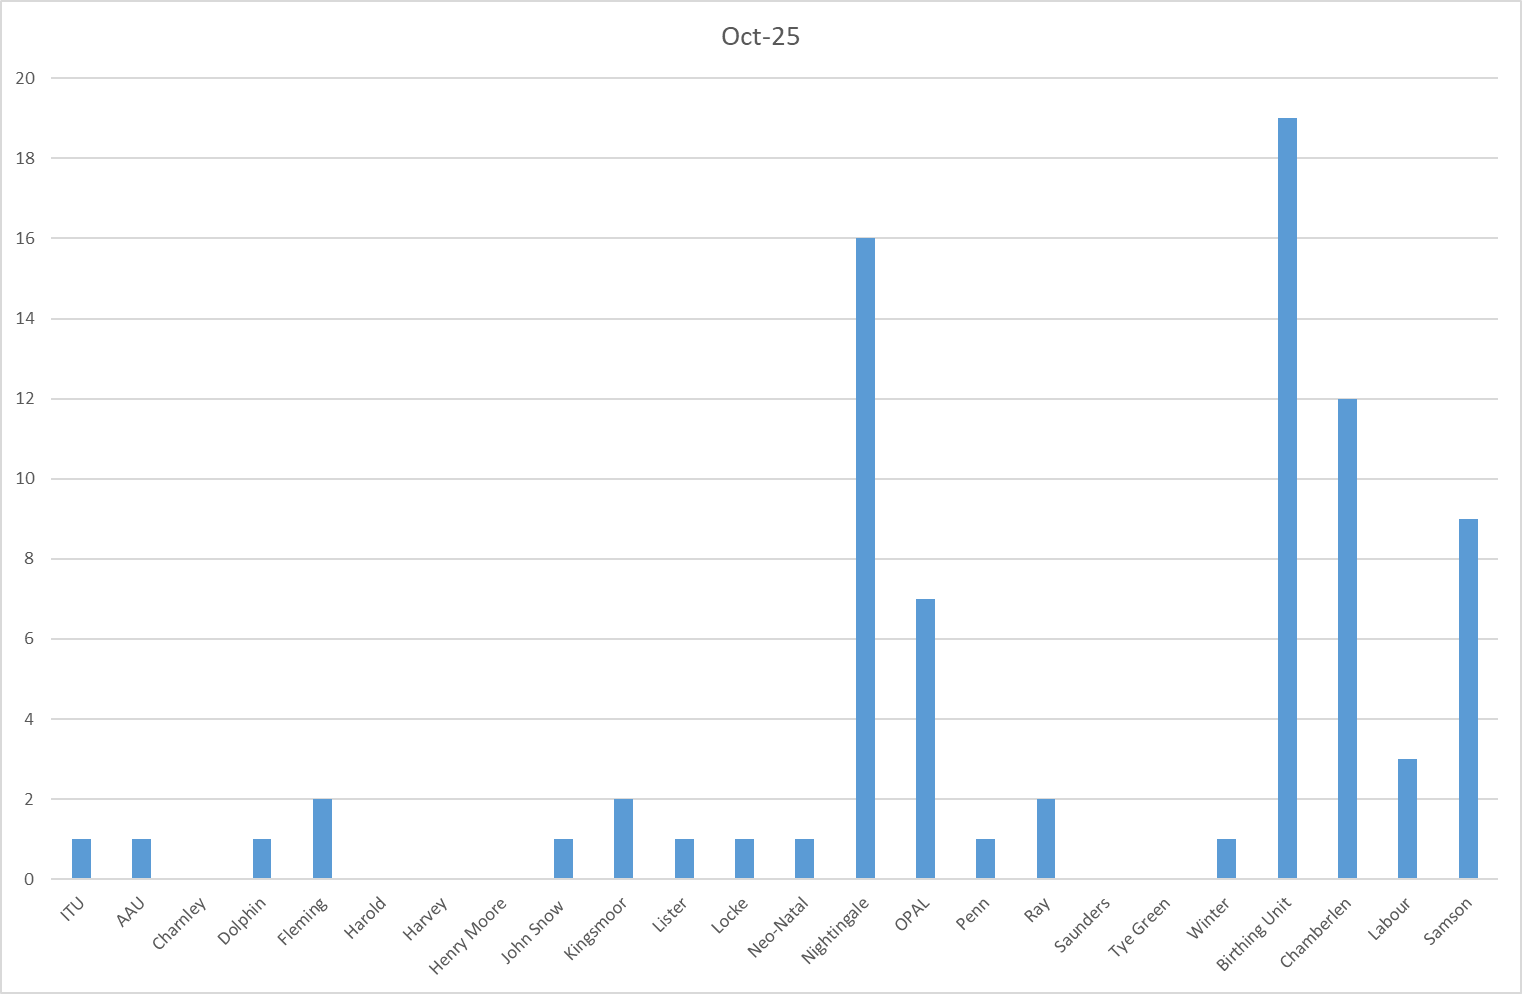 Oct-25
20
18
16
14
12
10
8
6
4
2
0
ITU
AAU
Charnley
Dolphin
Fleming
Harold
Harvey
Henry Moore
John Snow
Kingsmoor
Lister
Locke
Neo-Natal
Nightingale
OPAL
Penn
Ray
Saunders
Tye Green
Winter
Birthing Unit
Chamberlen
Labour
Samson